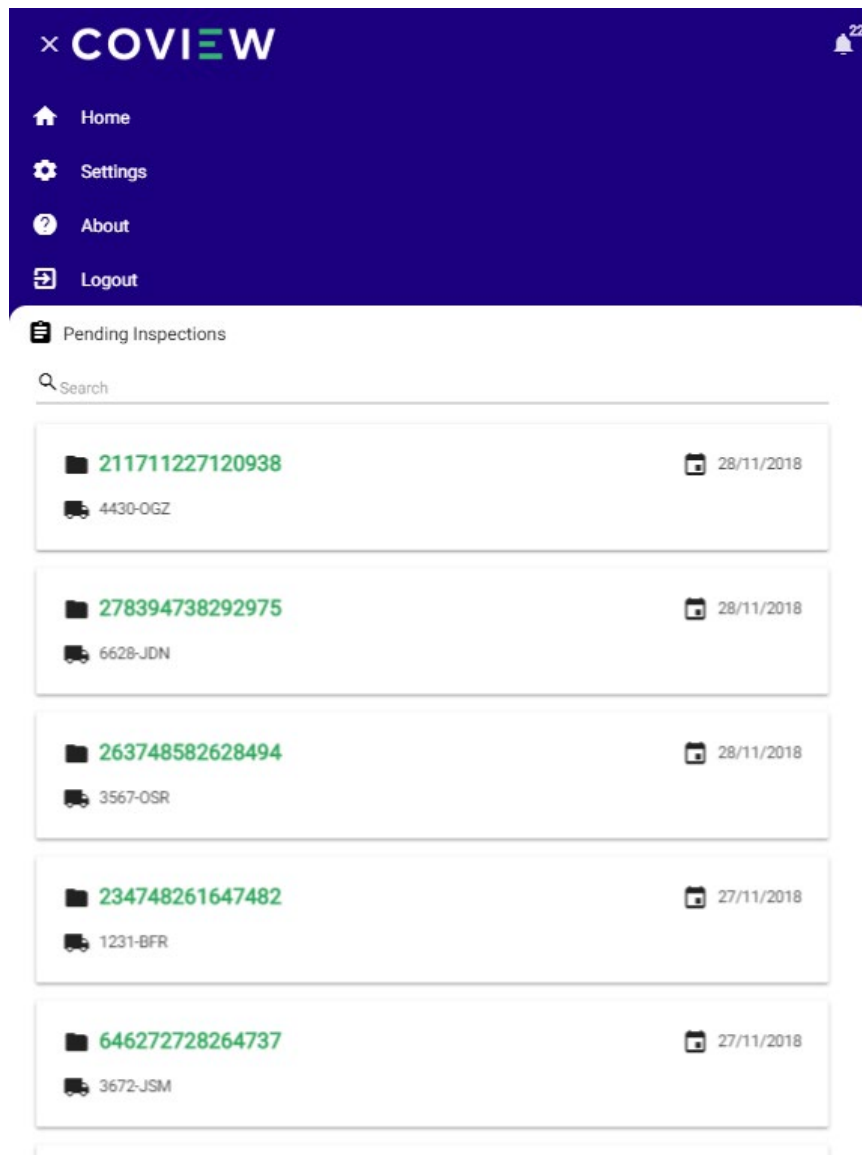 × COVIEW
22
Home
Settings
About
Logout
Pending Inspections
Search
211711227120938 28/11/2018
4430-OGZ
278394738292975 28/11/2018
6628-JDN
263748582628494 28/11/2018
3567-OSR
234748261647482 27/11/2018
1231-BFR
646272728264737 27/11/2018
3672-JSM